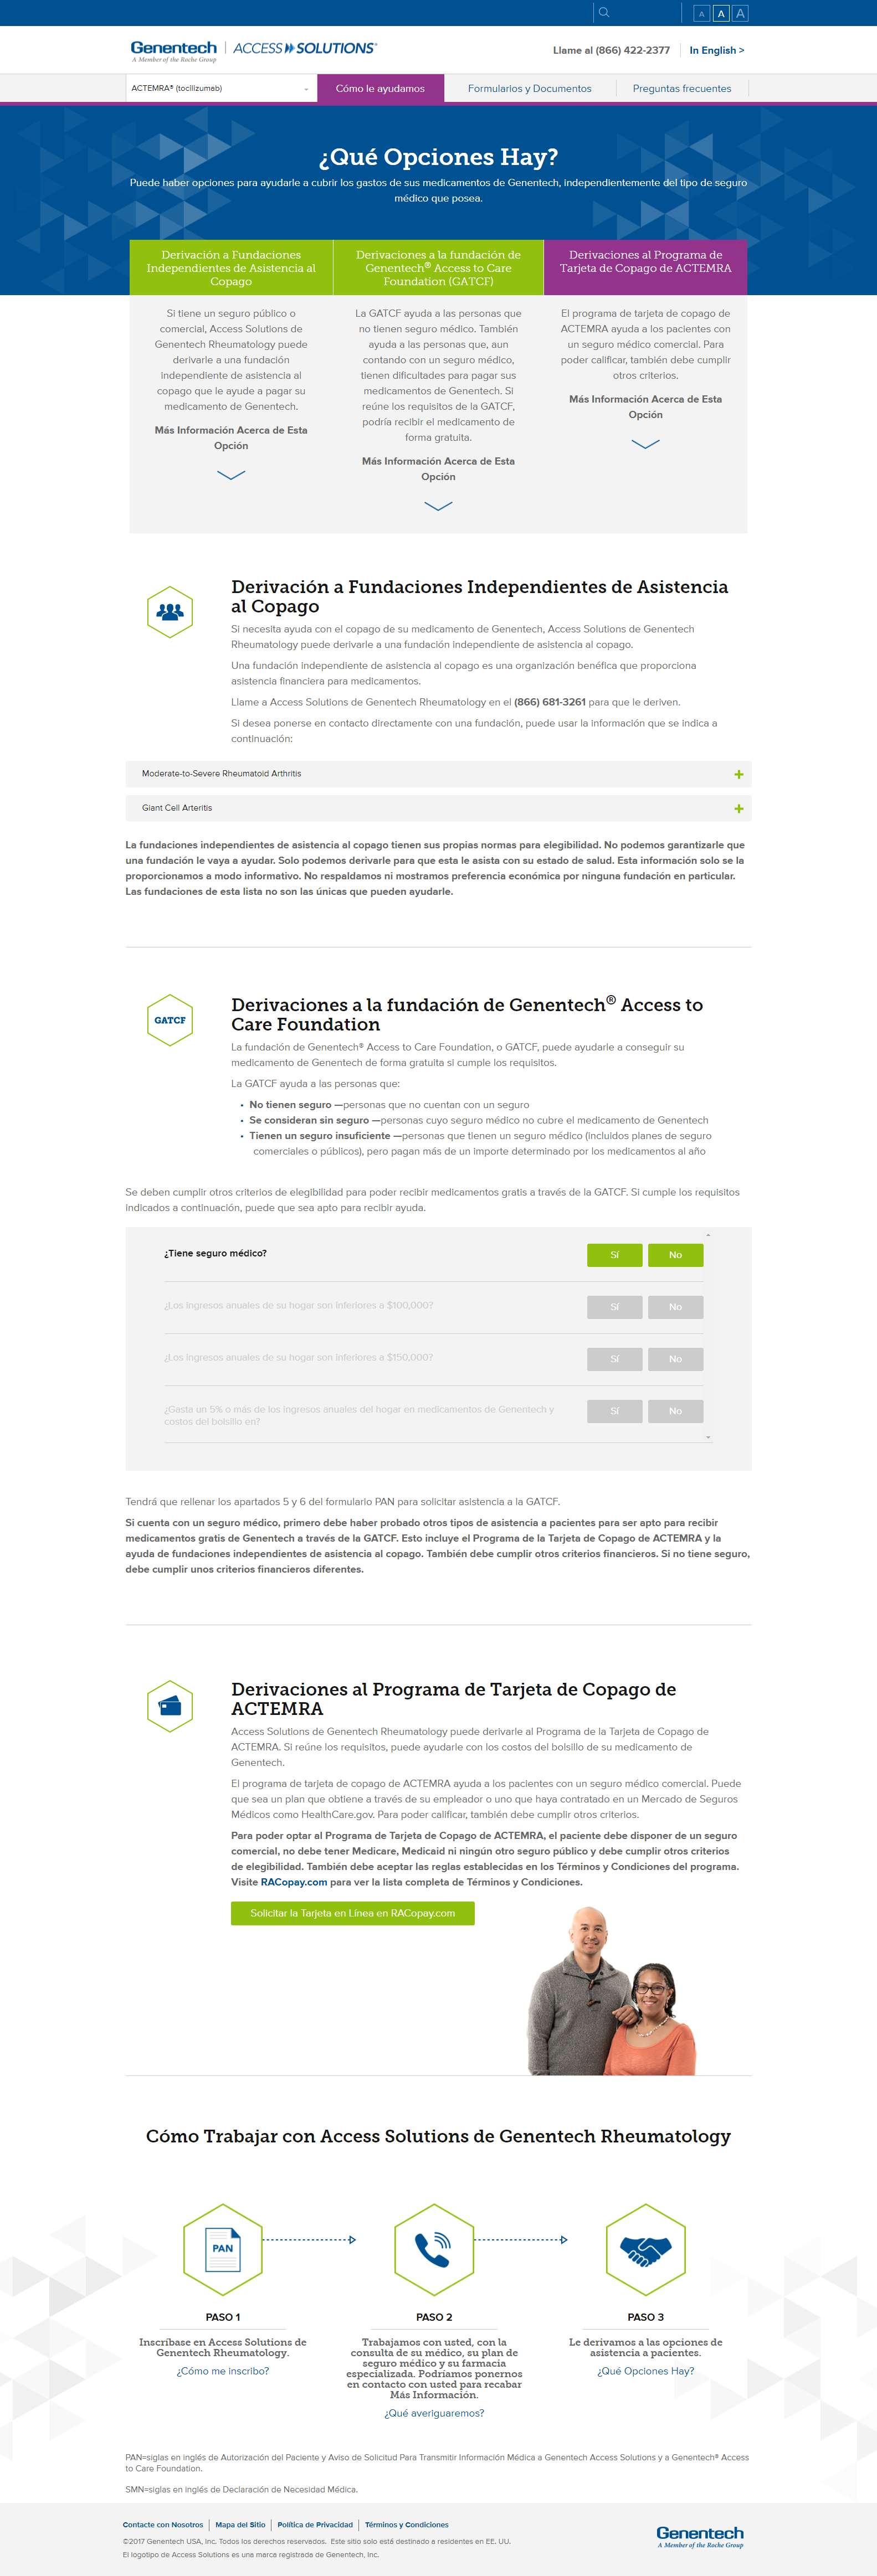 A A A
Genentech
A Member of the Roche Group
ACCESS SOLUTIONS®
Llame al (866) 422-2377
In English >
ACTEMRA® (tocilizumab)
Cómo le ayudamos
Formularios y Documentos
Preguntas frecuentes
¿Qué Opciones Hay?
Puede haber opciones para ayudarle a cubrir los gastos de sus medicamentos de Genentech, independientemente del tipo de seguro
médico que posea.
Derivación a Fundaciones
Independientes de Asistencia al
Copago
Si tiene un seguro público o
comercial, Access Solutions de
Genentech Rheumatology puede
derivarle a una fundación
independiente de asistencia al
copago que le ayude a pagar su
medicamento de Genentech.
Más Información Acerca de Esta
Opción
Derivaciones a la fundación de
Genentech® Access to Care
Foundation (GATCF)
La GATCF ayuda a las personas que
no tienen seguro médico. También
ayuda a las personas que, aun
contando con un seguro médico,
tienen dificultades para pagar sus
medicamentos de Genentech. Si
reúne los requisitos de la GATCF,
podría recibir el medicamento de
forma gratuita.
Más Información Acerca de Esta
Opción
Derivaciones al Programa de
Tarjeta de Copago de ACTEMRA
El programa de tarjeta de copago de
ACTEMRA ayuda a los pacientes con
un seguro médico comercial. Para
poder calificar, también debe cumplir
otros criterios.
Más Información Acerca de Esta
Opción
Derivación a Fundaciones Independientes de Asistencia
al Copago
Si necesita ayuda con el copago de su medicamento de Genentech, Access Solutions de Genentech
Rheumatology puede derivarle a una fundación independiente de asistencia al copago.
Una fundación independiente de asistencia al copago es una organización benéfica que proporciona
asistencia financiera para medicamentos.
Llame a Access Solutions de Genentech Rheumatology en el (866) 681-3261 para que le deriven.
Si desea ponerse en contacto directamente con una fundación, puede usar la información que se indica a
continuación:
Moderate-to-Severe Rheumatoid Arthritis +
Giant Cell Arteritis +
La fundaciones independientes de asistencia al copago tienen sus propias normas para elegibilidad. No podemos garantizarle que
una fundación le vaya a ayudar. Solo podemos derivarle para que esta le asista con su estado de salud. Esta información solo se la
proporcionamos a modo informativo. No respaldamos ni mostramos preferencia económica por ninguna fundación en particular.
Las fundaciones de esta lista no son las únicas que pueden ayudarle.
GATCF
Derivaciones a la fundación de Genentech® Access to
Care Foundation
La fundación de Genentech® Access to Care Foundation, o GATCF, puede ayudarle a conseguir su
medicamento de Genentech de forma gratuita si cumple los requisitos.
La GATCF ayuda a las personas que:
• No tienen seguro —personas que no cuentan con un seguro
• Se consideran sin seguro —personas cuyo seguro médico no cubre el medicamento de Genentech
• Tienen un seguro insuficiente —personas que tienen un seguro médico (incluidos planes de seguro
comerciales o públicos), pero pagan más de un importe determinado por los medicamentos al año
Se deben cumplir otros criterios de elegibilidad para poder recibir medicamentos gratis a través de la GATCF. Si cumple los requisitos
indicados a continuación, puede que sea apto para recibir ayuda.
¿Tiene seguro médico? Sí No
¿Los ingresos anuales de su hogar son inferiores a $100,000? Sí No
¿Los ingresos anuales de su hogar son inferiores a $150,000? Sí No
¿Gasta un 5% o más de los ingresos anuales del hogar en medicamentos de Genentech y
costos del bolsillo en? Sí No
Tendrá que rellenar los apartados 5 y 6 del formulario PAN para solicitar asistencia a la GATCF.
Si cuenta con un seguro médico, primero debe haber probado otros tipos de asistencia a pacientes para ser apto para recibir
medicamentos gratis de Genentech a través de la GATCF. Esto incluye el Programa de la Tarjeta de Copago de ACTEMRA y la
ayuda de fundaciones independientes de asistencia al copago. También debe cumplir otros criterios financieros. Si no tiene seguro,
debe cumplir unos criterios financieros diferentes.
Derivaciones al Programa de Tarjeta de Copago de
ACTEMRA
Access Solutions de Genentech Rheumatology puede derivarle al Programa de la Tarjeta de Copago de
ACTEMRA. Si reúne los requisitos, puede ayudarle con los costos del bolsillo de su medicamento de
Genentech.
El programa de tarjeta de copago de ACTEMRA ayuda a los pacientes con un seguro médico comercial. Puede
que sea un plan que obtiene a través de su empleador o uno que haya contratado en un Mercado de Seguros
Médicos como HealthCare.gov. Para poder calificar, también debe cumplir otros criterios.
Para poder optar al Programa de Tarjeta de Copago de ACTEMRA, el paciente debe disponer de un seguro
comercial, no debe tener Medicare, Medicaid ni ningún otro seguro público y debe cumplir otros criterios
de elegibilidad. También debe aceptar las reglas establecidas en los Términos y Condiciones del programa.
Visite RACopay.com para ver la lista completa de Términos y Condiciones.
Solicitar la Tarjeta en Línea en RACopay.com
Cómo Trabajar con Access Solutions de Genentech Rheumatology
PAN
PASO 1
Inscríbase en Access Solutions de
Genentech Rheumatology.
¿Cómo me inscribo?
PASO 2
Trabajamos con usted, con la
consulta de su médico, su plan de
seguro médico y su farmacia
especializada. Podríamos ponernos
en contacto con usted para recabar
Más Información.
¿Qué averiguaremos?
PASO 3
Le derivamos a las opciones de
asistencia a pacientes.
¿Qué Opciones Hay?
PAN=siglas en inglés de Autorización del Paciente y Aviso de Solicitud Para Transmitir Información Médica a Genentech Access Solutions y a Genentech® Access
to Care Foundation.
SMN=siglas en inglés de Declaración de Necesidad Médica.
Contacte con Nosotros | Mapa del Sitio | Política de Privacidad | Términos y Condiciones
©2017 Genentech USA, Inc. Todos los derechos reservados. Este sitio solo está destinado a residentes en EE. UU.
El logotipo de Access Solutions es una marca registrada de Genentech, Inc.
Genentech
A Member of the Roche Group